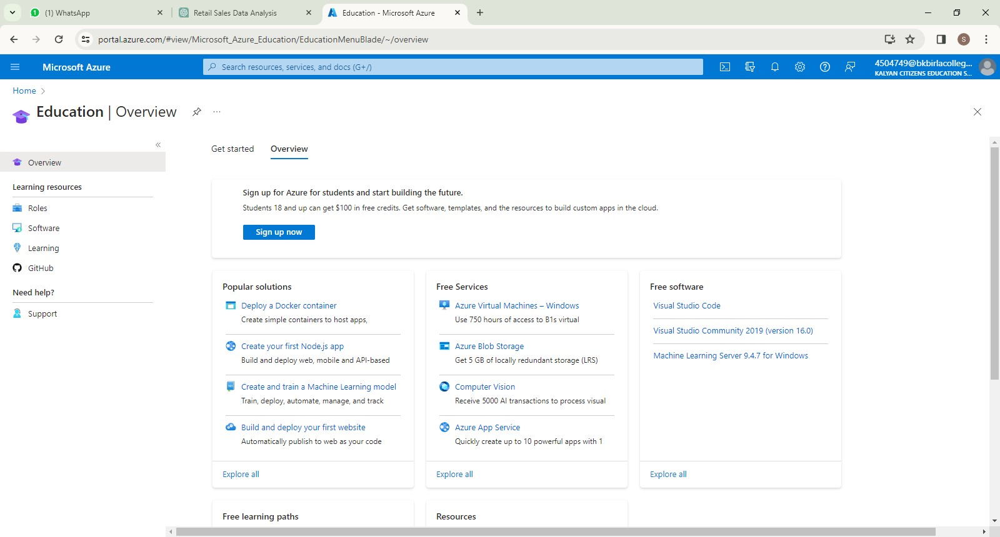 (1) WhatsApp
Retail Sales Data Analysis
Education - Microsoft Azure
portal.azure.com/#view/Microsoft_Azure_Education/EducationMenuBlade/~/overview
S
Microsoft Azure
Search resources, services, and docs (G+/)
4504749@bkbirlacolleg...
KALYAN CITIZENS EDUCATION S...
Home
Education | Overview
Overview
Learning resources
Roles
Software
Learning
GitHub
Need help?
Support
Get started
Overview
Sign up for Azure for students and start building the future.
Students 18 and up can get $100 in free credits. Get software, templates, and the resources to build custom apps in the cloud.
Sign up now
Popular solutions
Deploy a Docker container
Create simple containers to host apps,
Create your first Node.js app
Build and deploy web, mobile and API-based
Create and train a Machine Learning model
Train, deploy, automate, manage, and track
Build and deploy your first website
Automatically publish to web as your code
Explore all
Free Services
Azure Virtual Machines – Windows
Use 750 hours of access to B1s virtual
Azure Blob Storage
Get 5 GB of locally redundant storage (LRS)
Computer Vision
Receive 5000 AI transactions to process visual
Azure App Service
Quickly create up to 10 powerful apps with 1
Explore all
Free software
Visual Studio Code
Visual Studio Community 2019 (version 16.0)
Machine Learning Server 9.4.7 for Windows
Explore all
Free learning paths
Resources